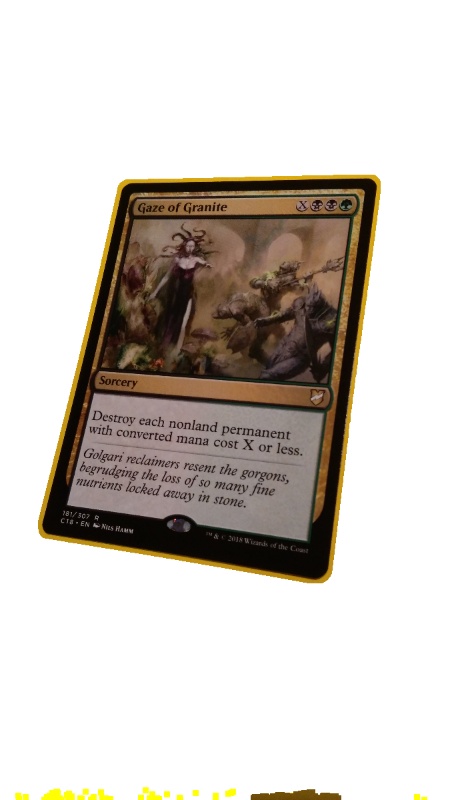 Gaze of Granite X
Sorcery
Destroy each nonland permanent
with converted mana cost X or less.
Golgari reclaimers resent the gorgons,
begrudging the loss of so many fine
nutrients locked away in stone.
181/307 R
C18 • EN Nils Hamm
™ & © 2018 Wizards of the Coast